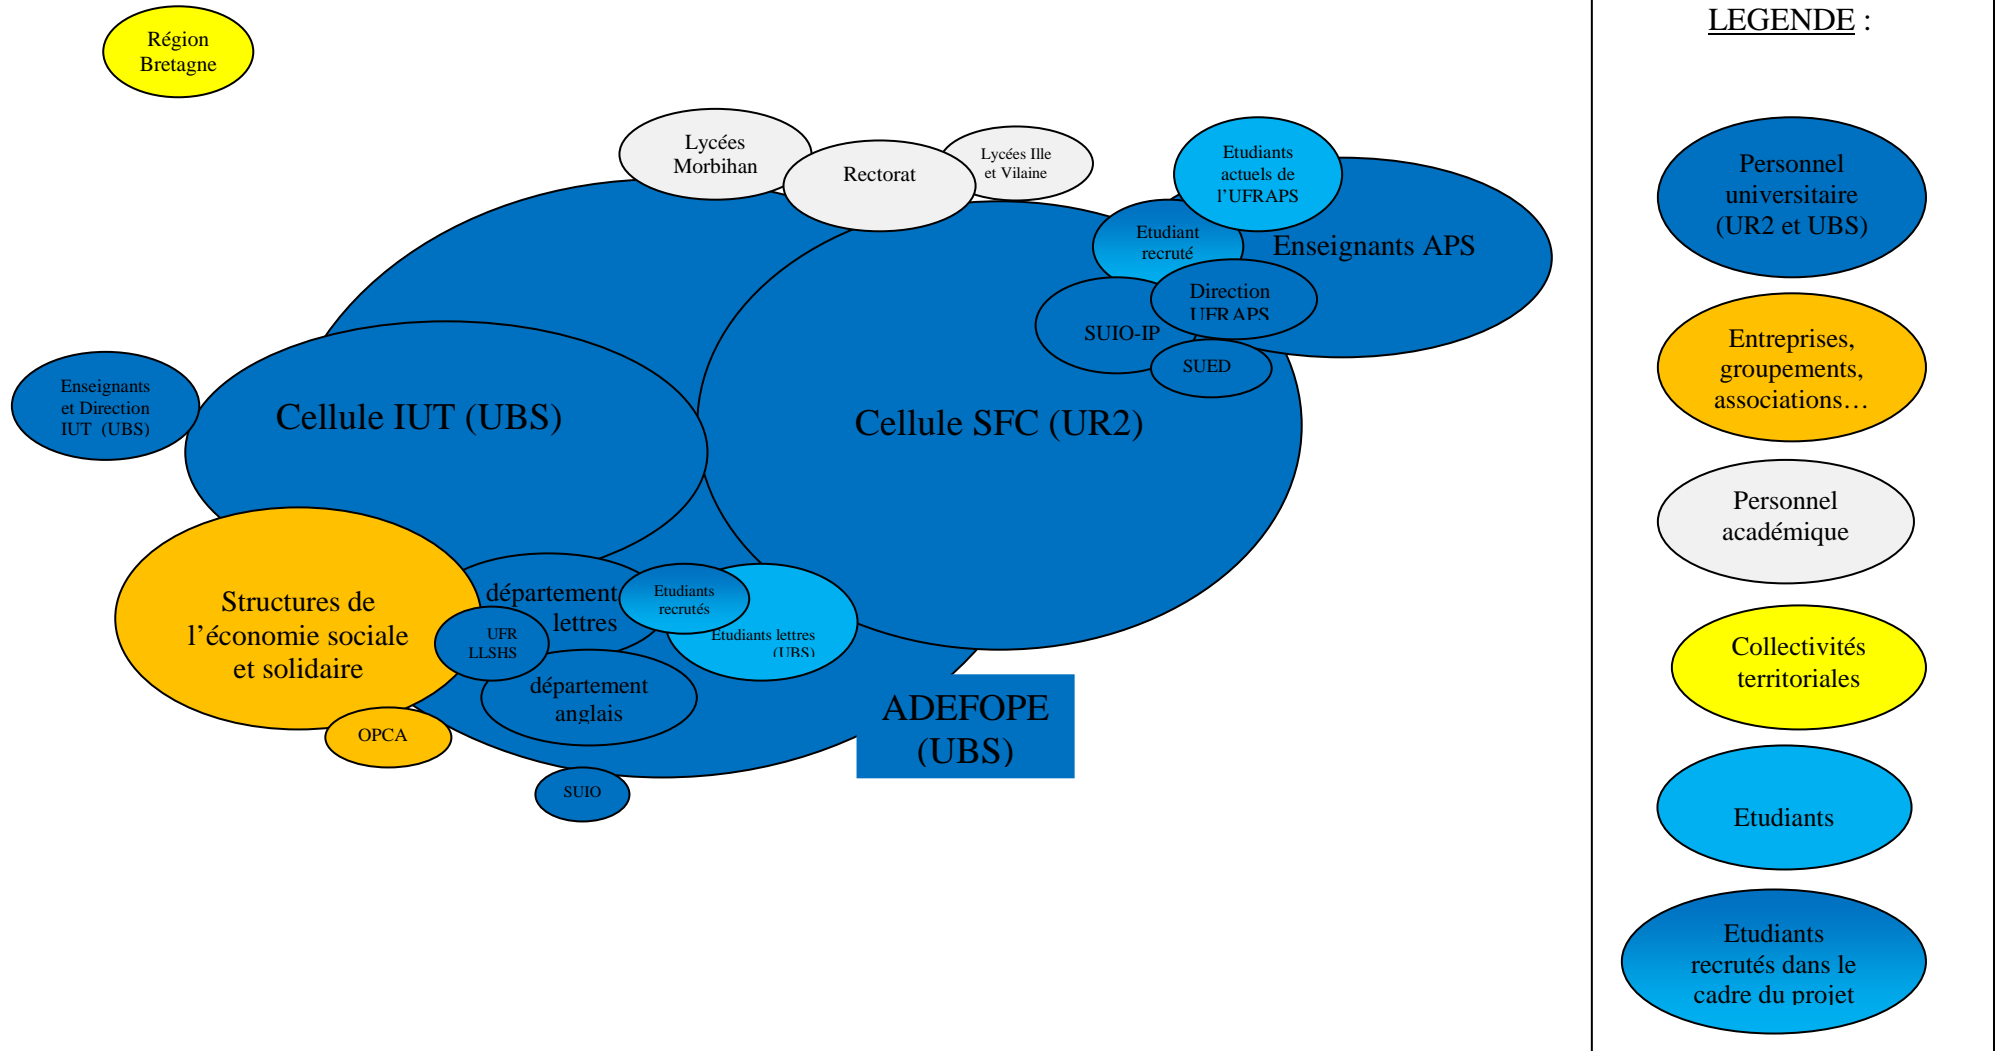 Région
Bretagne
Lycées
Morbihan
Rectorat
Lycées Ille
et Vilaine
Etudiants
actuels de
l’UFRAPS
Etudiant
recruté
Enseignants APS
Direction
UFRAPS
SUIO-IP
SUED
Enseignants
et Direction
IUT (UBS)
Cellule IUT (UBS)
Cellule SFC (UR2)
Structures de
l’économie sociale
et solidaire
département
lettres
Etudiants
recrutés
UFR
LLSHS
Etudiants lettres
(UBS)
département
anglais
ADEFOPE
(UBS)
OPCA
SUIO
LEGENDE :
Personnel
universitaire
(UR2 et UBS)
Entreprises,
groupements,
associations…
Personnel
académique
Collectivités
territoriales
Etudiants
Etudiants
recrutés dans le
cadre du projet